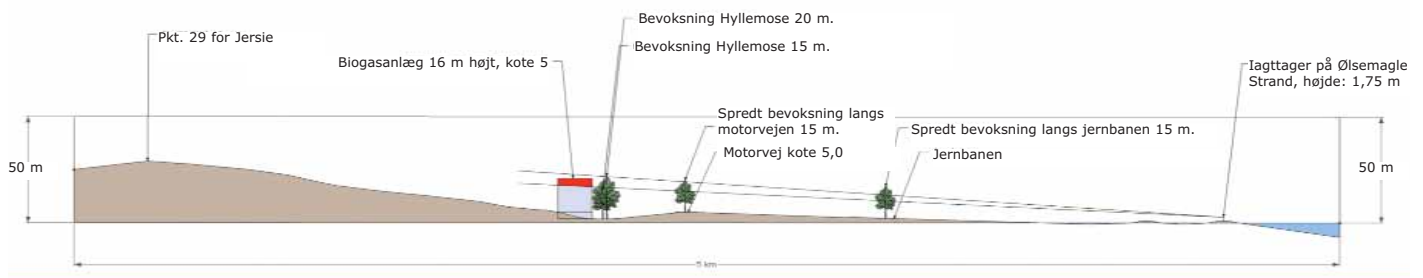 Bevoksning Hyllemose 20 m.
Pkt. 29 for Jersie
Bevoksning Hyllemose 15 m.
Biogasanlæg 16 m højt, kote 5
Iagttager på Ølsemagle
Strand, højde: 1,75 m
Spredt bevoksning langs
motorvejen 15 m.
Spredt bevoksning langs jernbanen 15 m.
Motorvej kote 5,0
Jernbanen
50 m
50 m
5 km